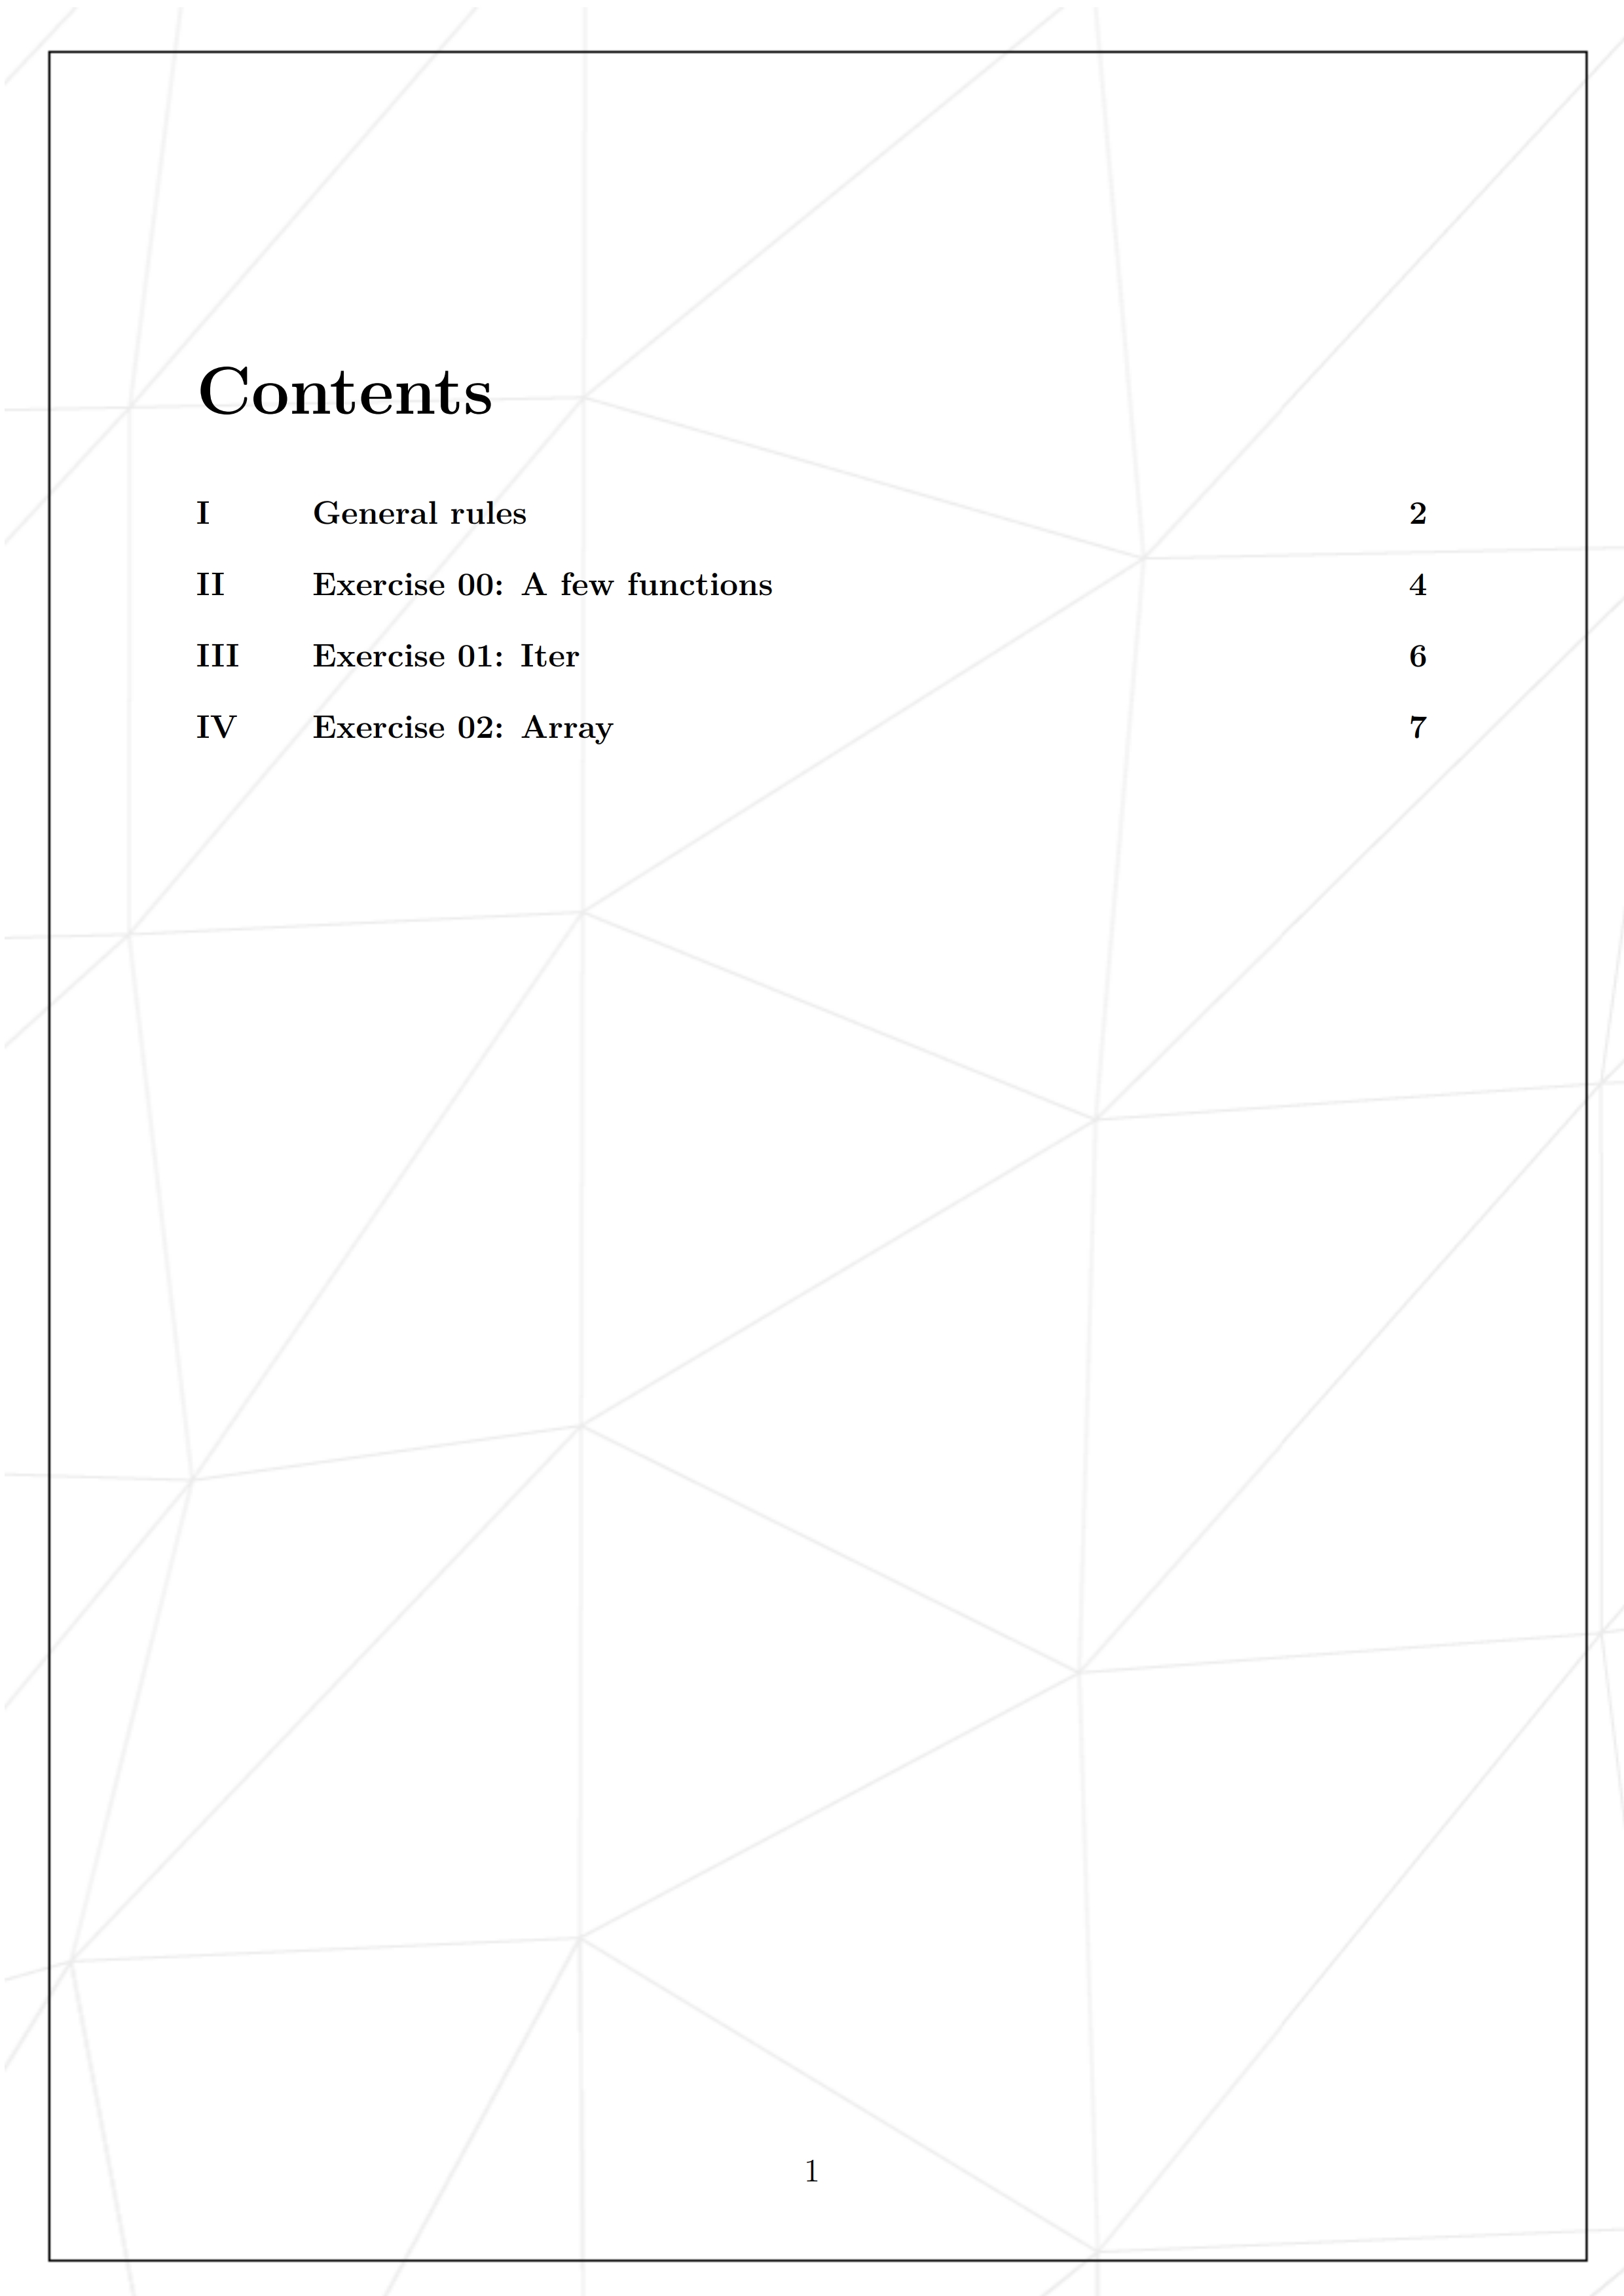 Contents
I General rules 2
II Exercise 00: A few functions 4
III Exercise 01: Iter 6
IV Exercise 02: Array 7
1